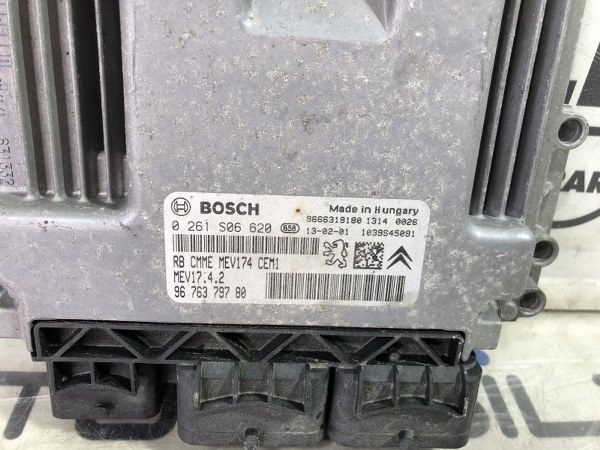 BOSCH
Made in Hungary
9666319180 1314 0026
0 261 S06 620 658 13-02-01 1039S45091
RB CMME MEV174 CEM1
MEV17.4.2
96 763 797 80